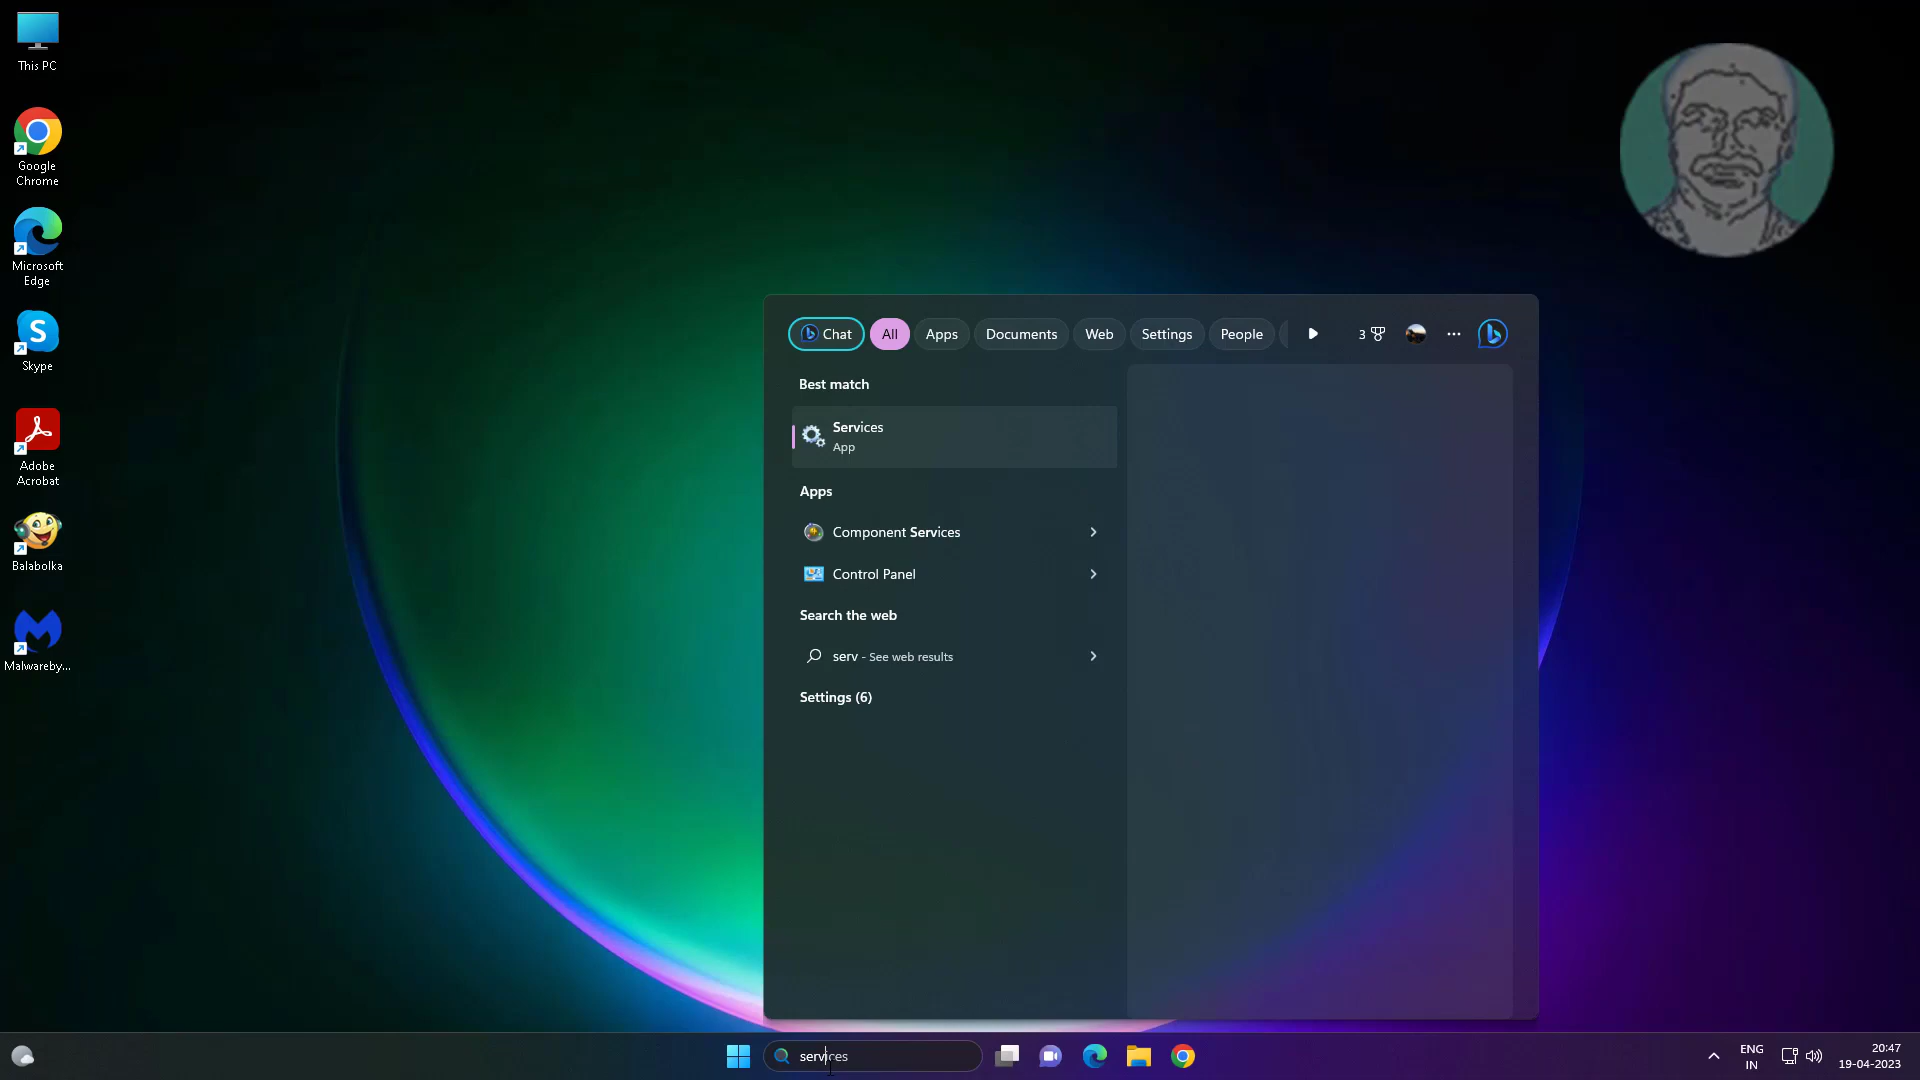 This PC
Google
Chrome
Microsoft
Edge
Skype
Adobe
Acrobat
Balabolka
Malwareby...
Chat
All
Apps
Documents
Web
Settings
People
3
Best match
Services
App
Apps
Component Services
Control Panel
Search the web
serv - See web results
Settings (6)
services
ENG
IN
20:47
19-04-2023